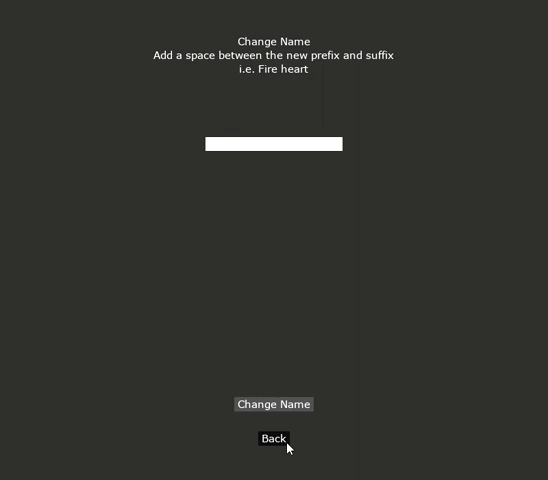 Change Name
Add a space between the new prefix and suffix
i.e. Fire heart
Change Name
Back